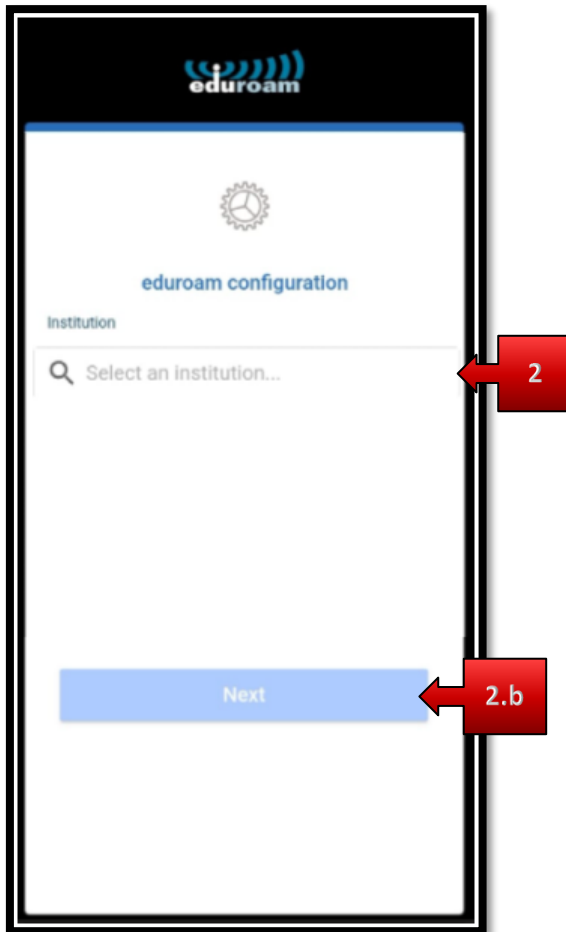 eduroam
eduroam configuration
Institution
Select an institution...
2
Next
2.b